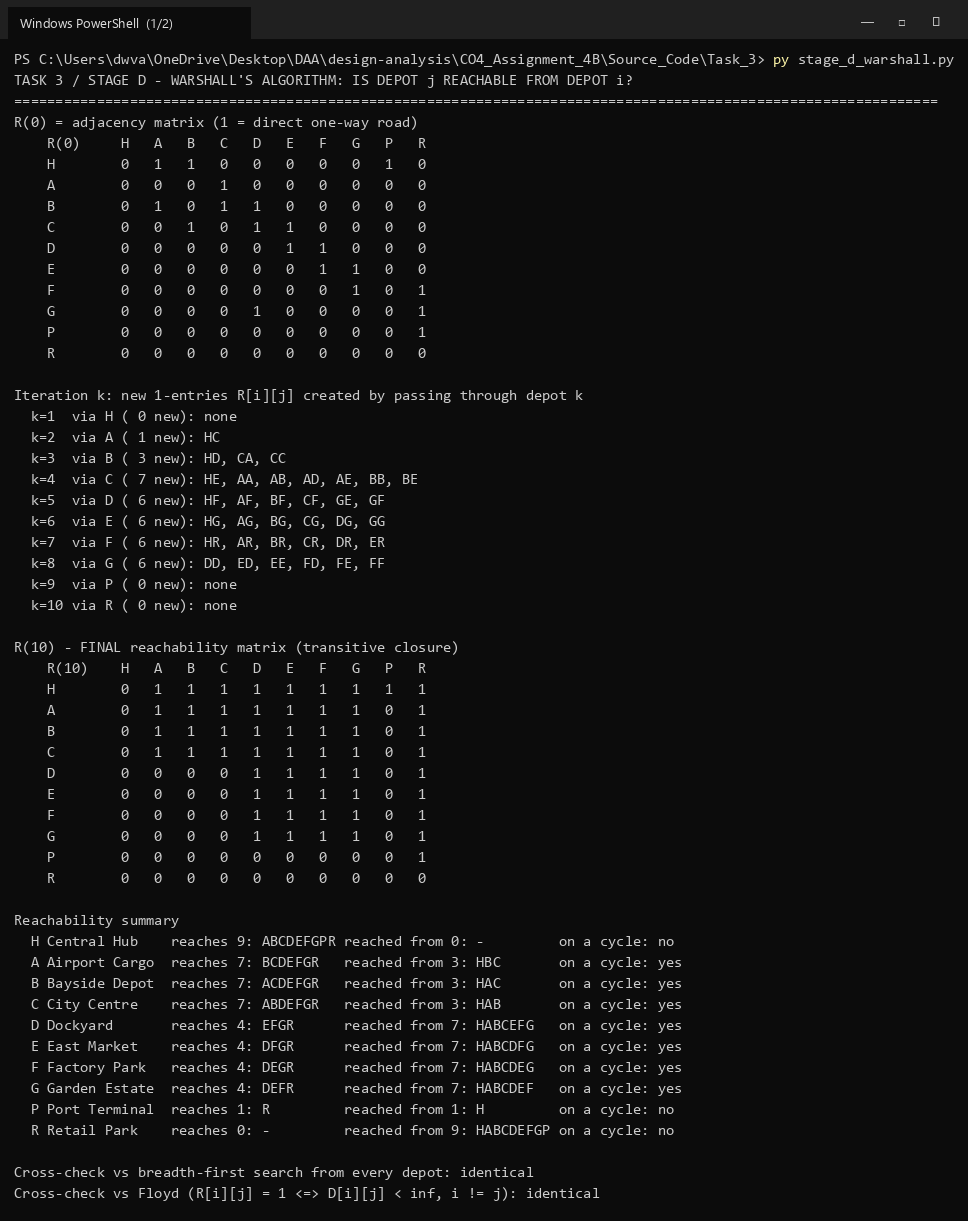 Windows PowerShell (1/2)
PS C:\Users\dwva\OneDrive\Desktop\DAA\design-analysis\CO4_Assignment_4B\Source_Code\Task_3> py stage_d_warshall.py
TASK 3 / STAGE D - WARSHALL'S ALGORITHM: IS DEPOT j REACHABLE FROM DEPOT i?
================================================================================================================
R(0) = adjacency matrix (1 = direct one-way road)
    R(0)     H   A   B   C   D   E   F   G   P   R
    H        0   1   1   0   0   0   0   0   1   0
    A        0   0   0   1   0   0   0   0   0   0
    B        0   1   0   1   1   0   0   0   0   0
    C        0   0   1   0   1   1   0   0   0   0
    D        0   0   0   0   0   1   1   0   0   0
    E        0   0   0   0   0   0   1   1   0   0
    F        0   0   0   0   0   0   0   1   0   1
    G        0   0   0   0   1   0   0   0   0   1
    P        0   0   0   0   0   0   0   0   0   1
    R        0   0   0   0   0   0   0   0   0   0
Iteration k: new 1-entries R[i][j] created by passing through depot k
  k=1  via H ( 0 new): none
  k=2  via A ( 1 new): HC
  k=3  via B ( 3 new): HD, CA, CC
  k=4  via C ( 7 new): HE, AA, AB, AD, AE, BB, BE
  k=5  via D ( 6 new): HF, AF, BF, CF, GE, GF
  k=6  via E ( 6 new): HG, AG, BG, CG, DG, GG
  k=7  via F ( 6 new): HR, AR, BR, CR, DR, ER
  k=8  via G ( 6 new): DD, ED, EE, FD, FE, FF
  k=9  via P ( 0 new): none
  k=10 via R ( 0 new): none
R(10) - FINAL reachability matrix (transitive closure)
    R(10)    H   A   B   C   D   E   F   G   P   R
    H        0   1   1   1   1   1   1   1   1   1
    A        0   1   1   1   1   1   1   1   0   1
    B        0   1   1   1   1   1   1   1   0   1
    C        0   1   1   1   1   1   1   1   0   1
    D        0   0   0   0   1   1   1   1   0   1
    E        0   0   0   0   1   1   1   1   0   1
    F        0   0   0   0   1   1   1   1   0   1
    G        0   0   0   0   1   1   1   1   0   1
    P        0   0   0   0   0   0   0   0   0   1
    R        0   0   0   0   0   0   0   0   0   0
Reachability summary
  H Central Hub    reaches 9: ABCDEFGPR reached from 0: -         on a cycle: no
  A Airport Cargo  reaches 7: BCDEFGR   reached from 3: HBC       on a cycle: yes
  B Bayside Depot  reaches 7: ACDEFGR   reached from 3: HAC       on a cycle: yes
  C City Centre    reaches 7: ABDEFGR   reached from 3: HAB       on a cycle: yes
  D Dockyard       reaches 4: EFGR      reached from 7: HABCEFG   on a cycle: yes
  E East Market    reaches 4: DFGR      reached from 7: HABCDFG   on a cycle: yes
  F Factory Park   reaches 4: DEGR      reached from 7: HABCDEG   on a cycle: yes
  G Garden Estate  reaches 4: DEFR      reached from 7: HABCDEF   on a cycle: yes
  P Port Terminal  reaches 1: R         reached from 1: H         on a cycle: no
  R Retail Park    reaches 0: -         reached from 9: HABCDEFGP on a cycle: no
Cross-check vs breadth-first search from every depot: identical
Cross-check vs Floyd (R[i][j] = 1 <=> D[i][j] < inf, i != j): identical